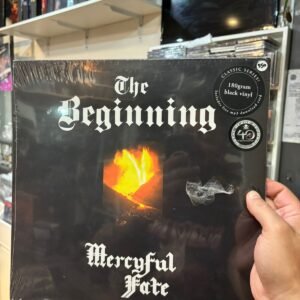 The
Beginning
CLASSIC SERIES
180gram
black vinyl
Mercyful
Fate